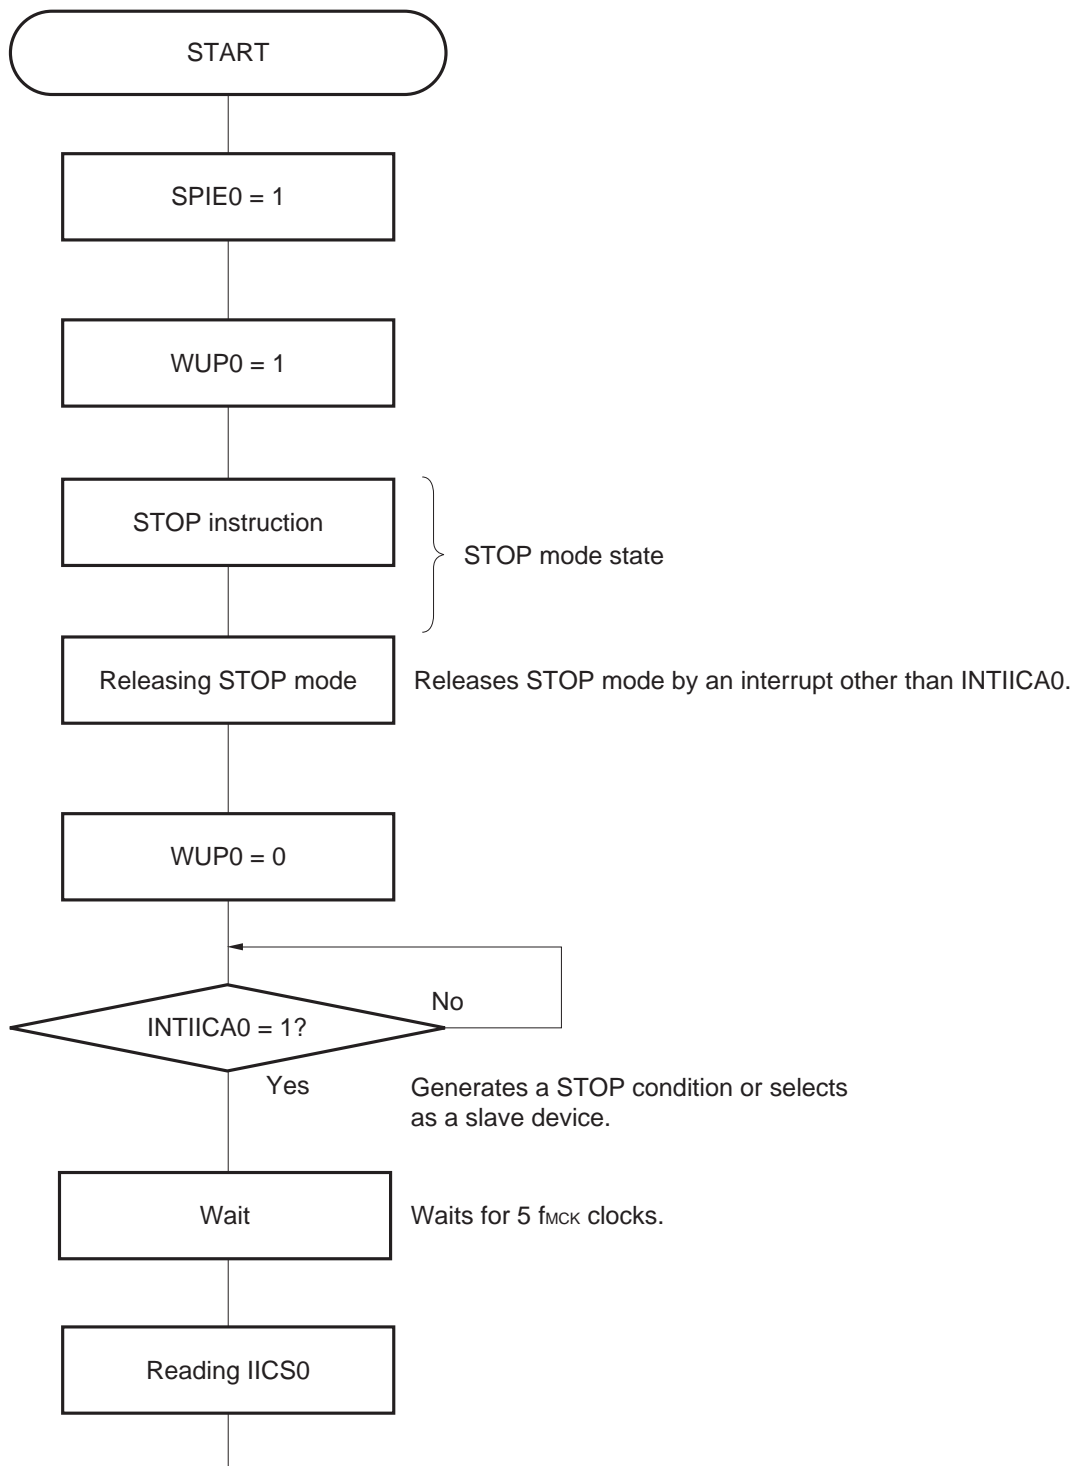 START
SPIE0 = 1
WUP0 = 1
STOP instruction
STOP mode state
Releasing STOP mode
Releases STOP mode by an interrupt other than INTIICA0.
WUP0 = 0
No
INTIICA0 = 1?
Yes
Generates a STOP condition or selects
as a slave device.
Wait
Waits for 5 fMCK clocks.
Reading IICS0